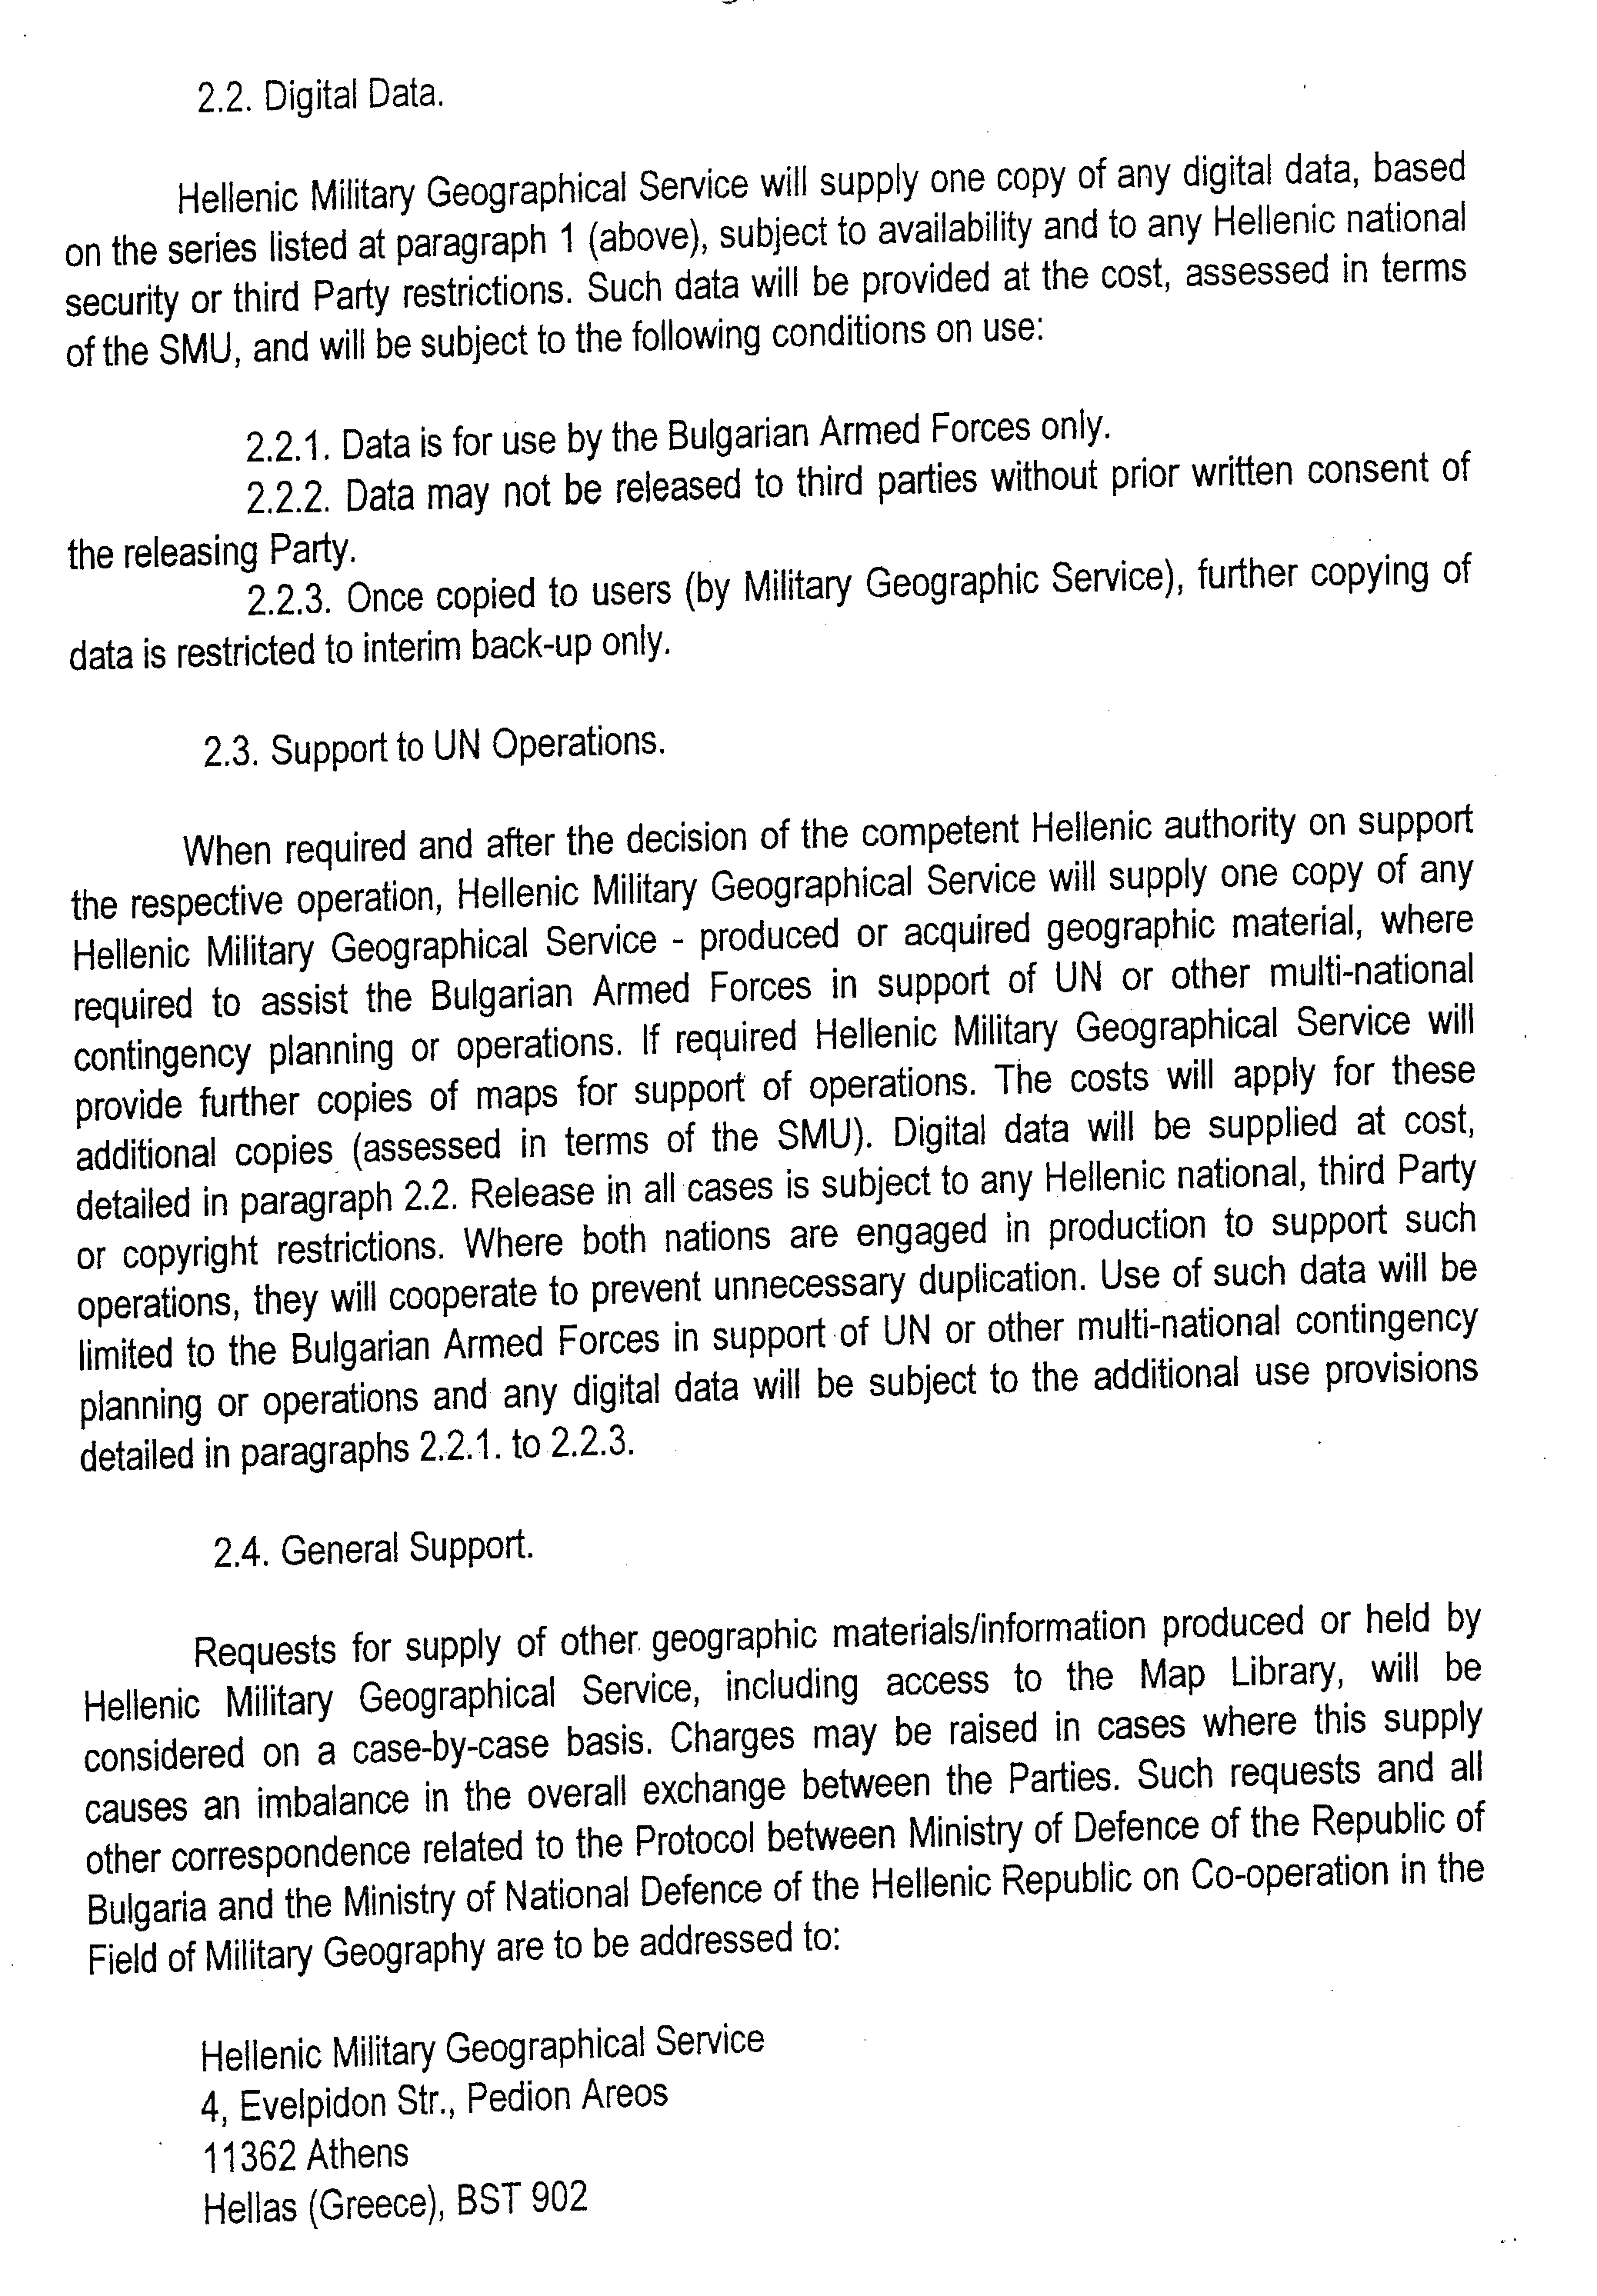 2.2. Digital Data.
Hellenic Military Geographical Service will supply one copy of any digital data, based
on the series listed at paragraph 1 (above), subject to availability and to any Hellenic national
security or third Party restrictions. Such data will be provided at the cost, assessed in terms
of the SMU, and will be subject to the following conditions on use:
2.2.1. Data is for use by the Bulgarian Armed Forces only.
2.2.2. Data may not be released to third parties without prior written consent of
the releasing Party.
2.2.3. Once copied to users (by Military Geographic Service), further copying of
data is restricted to interim back-up only.
2.3. Support to UN Operations.
When required and after the decision of the competent Hellenic authority on support
the respective operation, Hellenic Military Geographical Service will supply one copy of any
Hellenic Military Geographical Service - produced or acquired geographic material, where
required to assist the Bulgarian Armed Forces in support of UN or other multi-national
contingency planning or operations. If required Hellenic Military Geographical Service will
provide further copies of maps for support of operations. The costs will apply for these
additional copies (assessed in terms of the SMU). Digital data will be supplied at cost,
detailed in paragraph 2.2. Release in all cases is subject to any Hellenic national, third Party
or copyright restrictions. Where both nations are engaged in production to support such
operations, they will cooperate to prevent unnecessary duplication. Use of such data will be
limited to the Bulgarian Armed Forces in support of UN or other multi-national contingency
planning or operations and any digital data will be subject to the additional use provisions
detailed in paragraphs 2.2.1. to 2.2.3.
2.4. General Support.
Requests for supply of other geographic materials/information produced or held by
Hellenic Military Geographical Service, including access to the Map Library, will be
considered on a case-by-case basis. Charges may be raised in cases where this supply
causes an imbalance in the overall exchange between the Parties. Such requests and all
other correspondence related to the Protocol between Ministry of Defence of the Republic of
Bulgaria and the Ministry of National Defence of the Hellenic Republic on Co-operation in the
Field of Military Geography are to be addressed to:
Hellenic Military Geographical Service
4, Evelpidon Str., Pedion Areos
11362 Athens
Hellas (Greece), BST 902